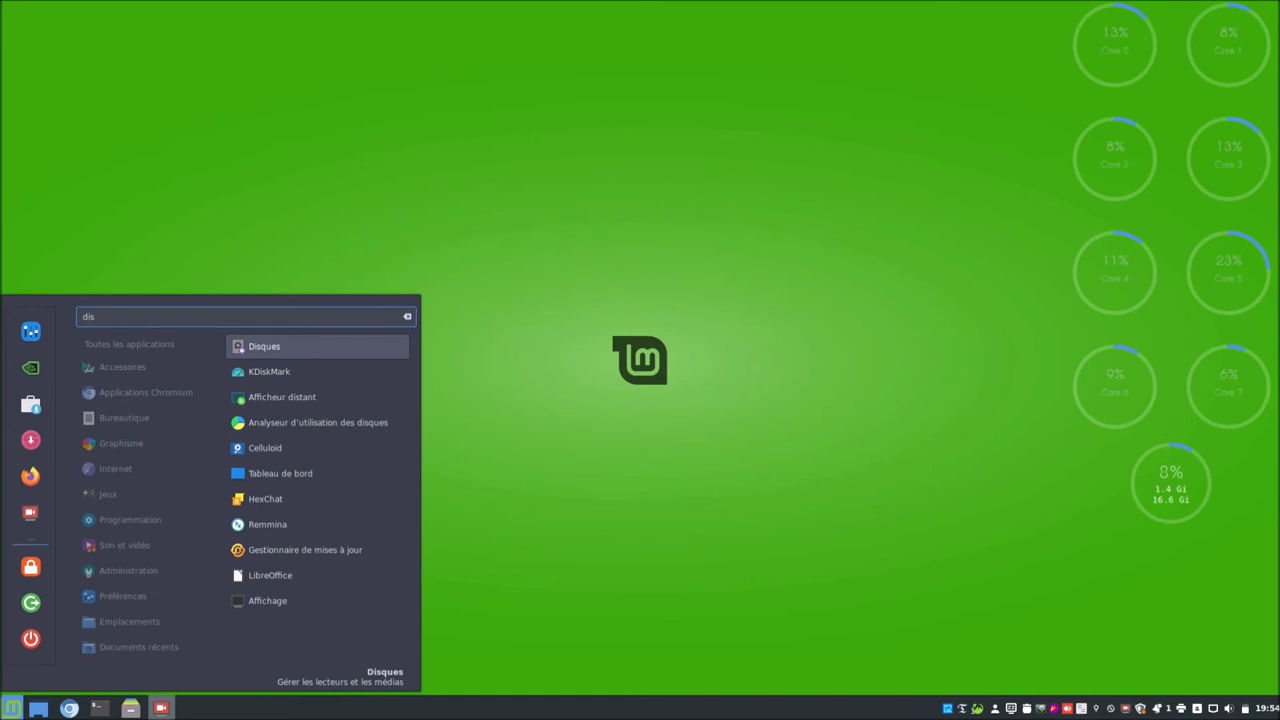 13%
Core 0
8%
Core 1
8%
Core 2
13%
Core 3
11%
Core 4
23%
Core 5
9%
Core 6
6%
Core 7
8%
1.4 Gi
16.6 Gi
dis
Toutes les applications
Accessoires
Applications Chromium
Bureautique
Graphisme
Internet
Jeux
Programmation
Son et vidéo
Administration
Préférences
Emplacements
Documents récents
Disques
KDiskMark
Afficheur distant
Analyseur d'utilisation des disques
Celluloid
Tableau de bord
HexChat
Remmina
Gestionnaire de mises à jour
LibreOffice
Affichage
Disques
Gérer les lecteurs et les médias
1
19:54